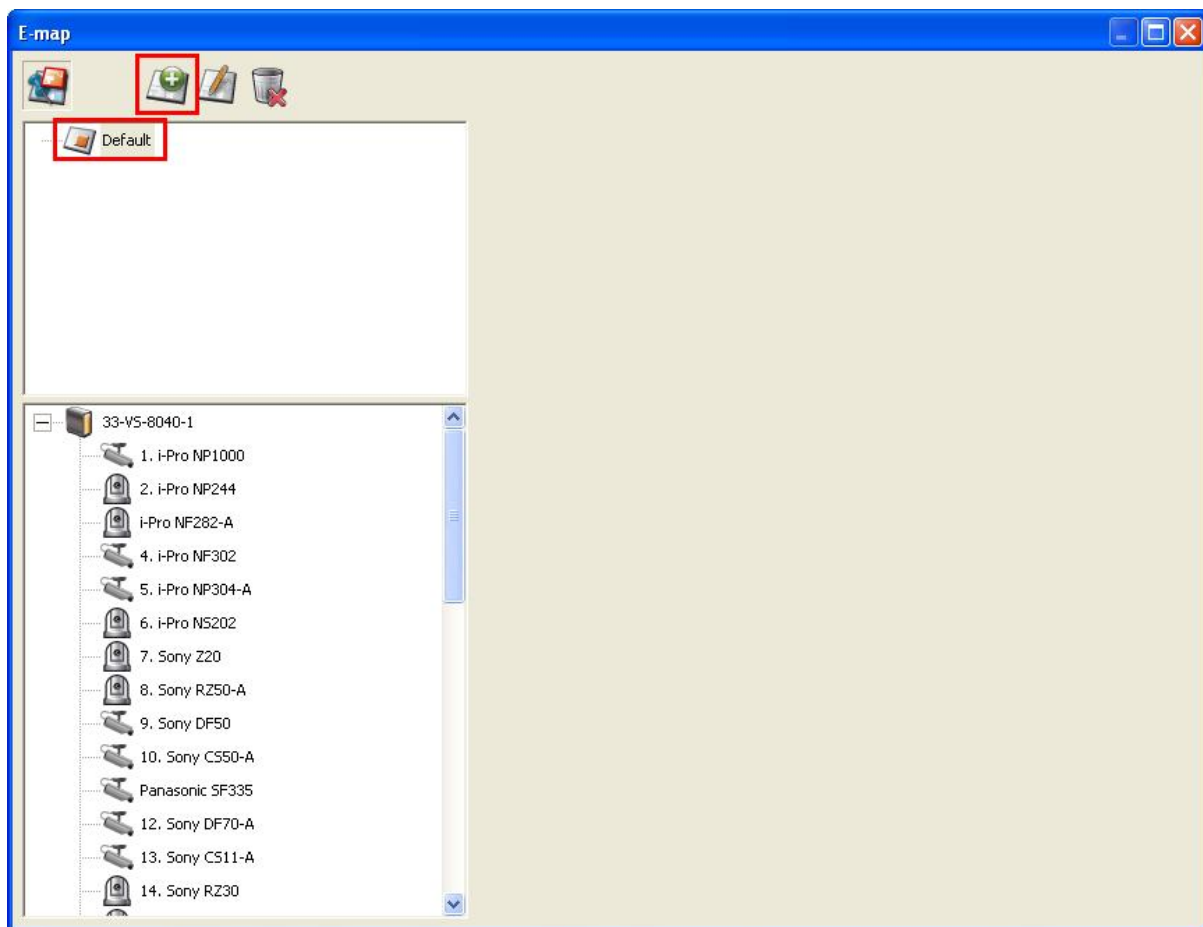 E-map
Default
33-VS-8040-1
1. i-Pro NP1000
2. i-Pro NP244
i-Pro NF282-A
4. i-Pro NF302
5. i-Pro NP304-A
6. i-Pro NS202
7. Sony Z20
8. Sony RZ50-A
9. Sony DF50
10. Sony CS50-A
Panasonic SF335
12. Sony DF70-A
13. Sony CS11-A
14. Sony RZ30